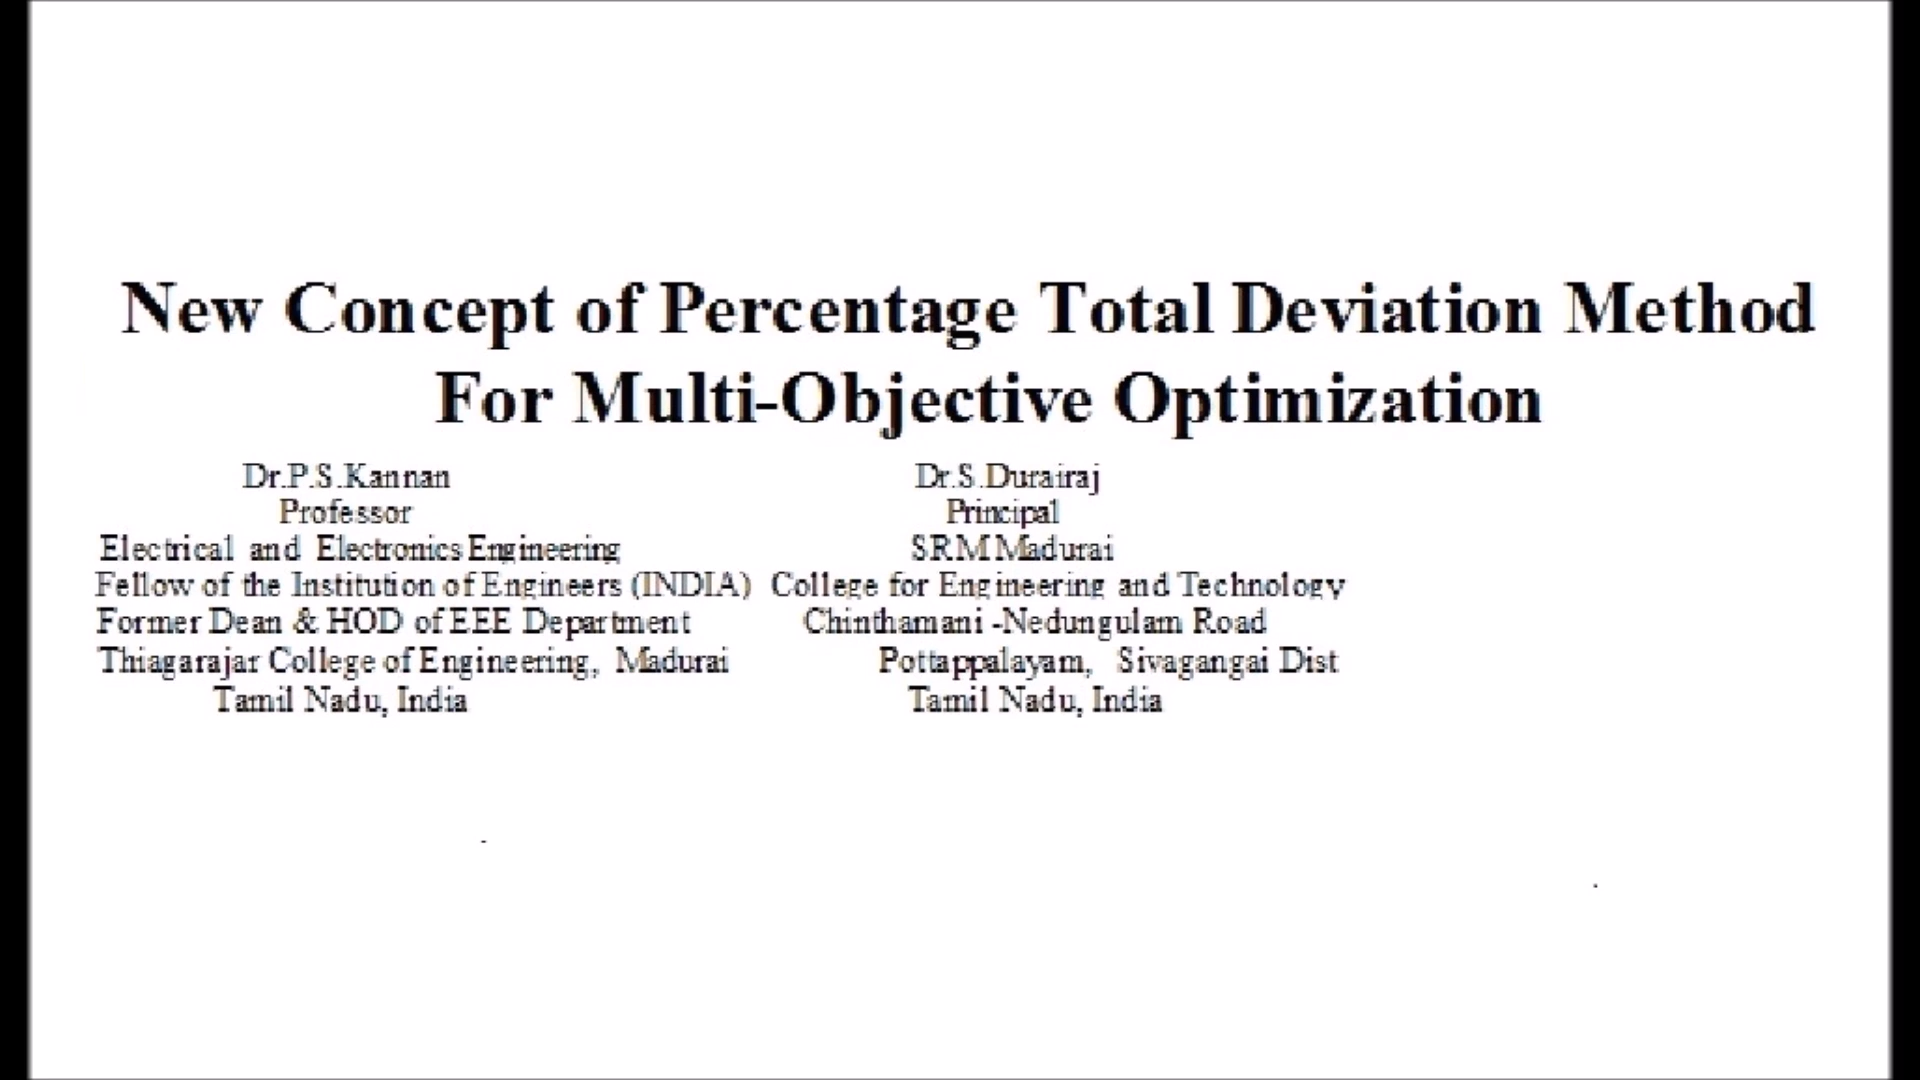 New Concept of Percentage Total Deviation Method
For Multi-Objective Optimization
Dr.P.S.Kannan
Professor
Electrical and Electronics Engineering
Fellow of the Institution of Engineers (INDIA)
Former Dean & HOD of EEE Department
Thiagarajar College of Engineering, Madurai
Tamil Nadu, India
Dr.S.Durairaj
Principal
SRM Madurai
College for Engineering and Technology
Chinthamani -Nedungulam Road
Pottappalayam, Sivagangai Dist
Tamil Nadu, India